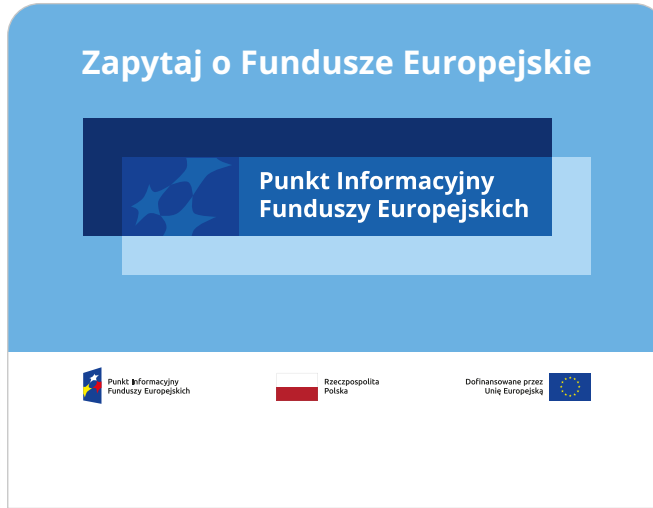 Zapytaj o Fundusze Europejskie
Punkt Informacyjny
Funduszy Europejskich
Punkt Informacyjny
Funduszy Europejskich
Rzeczpospolita
Polska
Dofinansowane przez
Unię Europejską